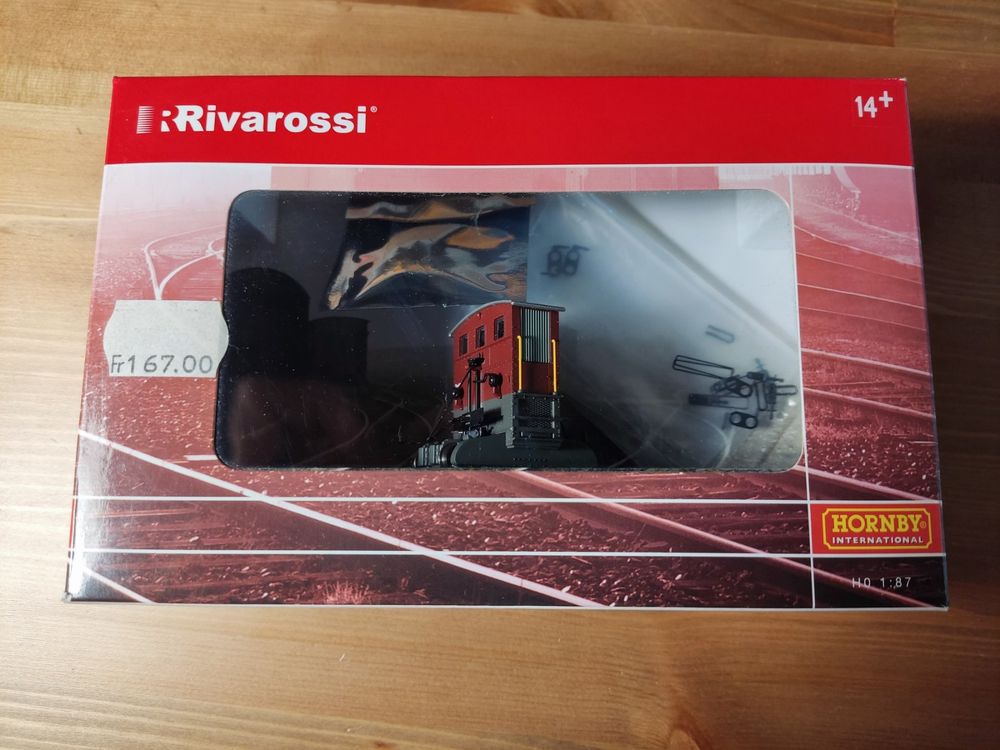 Rivarossi®
14+
Fr167.00
HORNBY®
INTERNATIONAL
H0 1:87